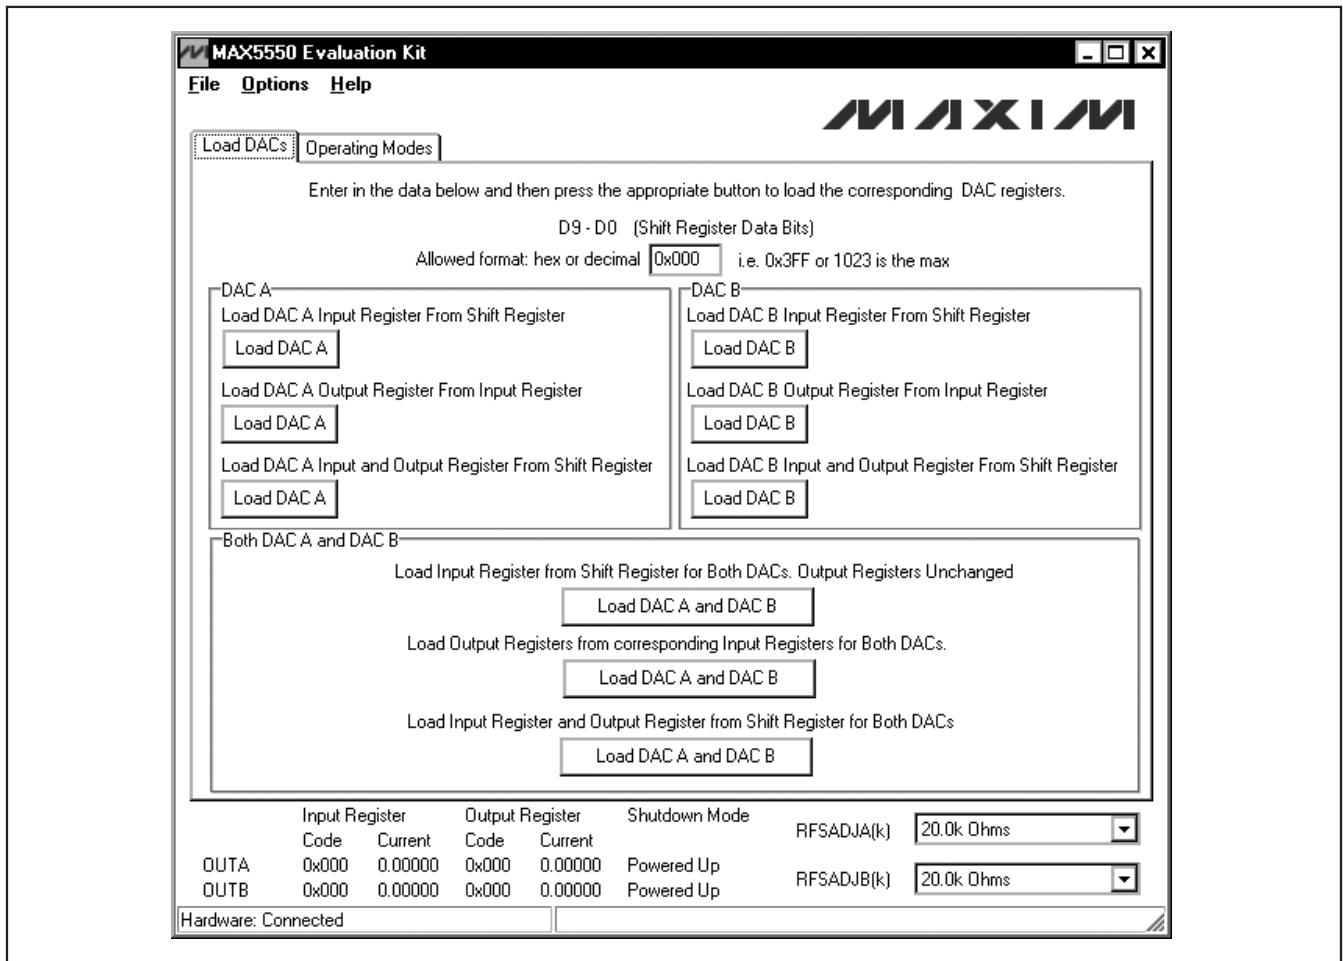 MAX5550 Evaluation Kit
File Options Help
MAXIM
Load DACs Operating Modes
Enter in the data below and then press the appropriate button to load the corresponding DAC registers.
D9 - D0 (Shift Register Data Bits)
Allowed format: hex or decimal 0x000 i.e. 0x3FF or 1023 is the max
DAC A
Load DAC A Input Register From Shift Register
Load DAC A
Load DAC A Output Register From Input Register
Load DAC A
Load DAC A Input and Output Register From Shift Register
Load DAC A
DAC B
Load DAC B Input Register From Shift Register
Load DAC B
Load DAC B Output Register From Input Register
Load DAC B
Load DAC B Input and Output Register From Shift Register
Load DAC B
Both DAC A and DAC B
Load Input Register from Shift Register for Both DACs. Output Registers Unchanged
Load DAC A and DAC B
Load Output Registers from corresponding Input Registers for Both DACs.
Load DAC A and DAC B
Load Input Register and Output Register from Shift Register for Both DACs
Load DAC A and DAC B
Input Register Output Register Shutdown Mode
Code Current Code Current
OUTA 0x000 0.00000 0x000 0.00000 Powered Up
OUTB 0x000 0.00000 0x000 0.00000 Powered Up
RFSADJA(k) 20.0k Ohms
RFSADJB(k) 20.0k Ohms
Hardware: Connected